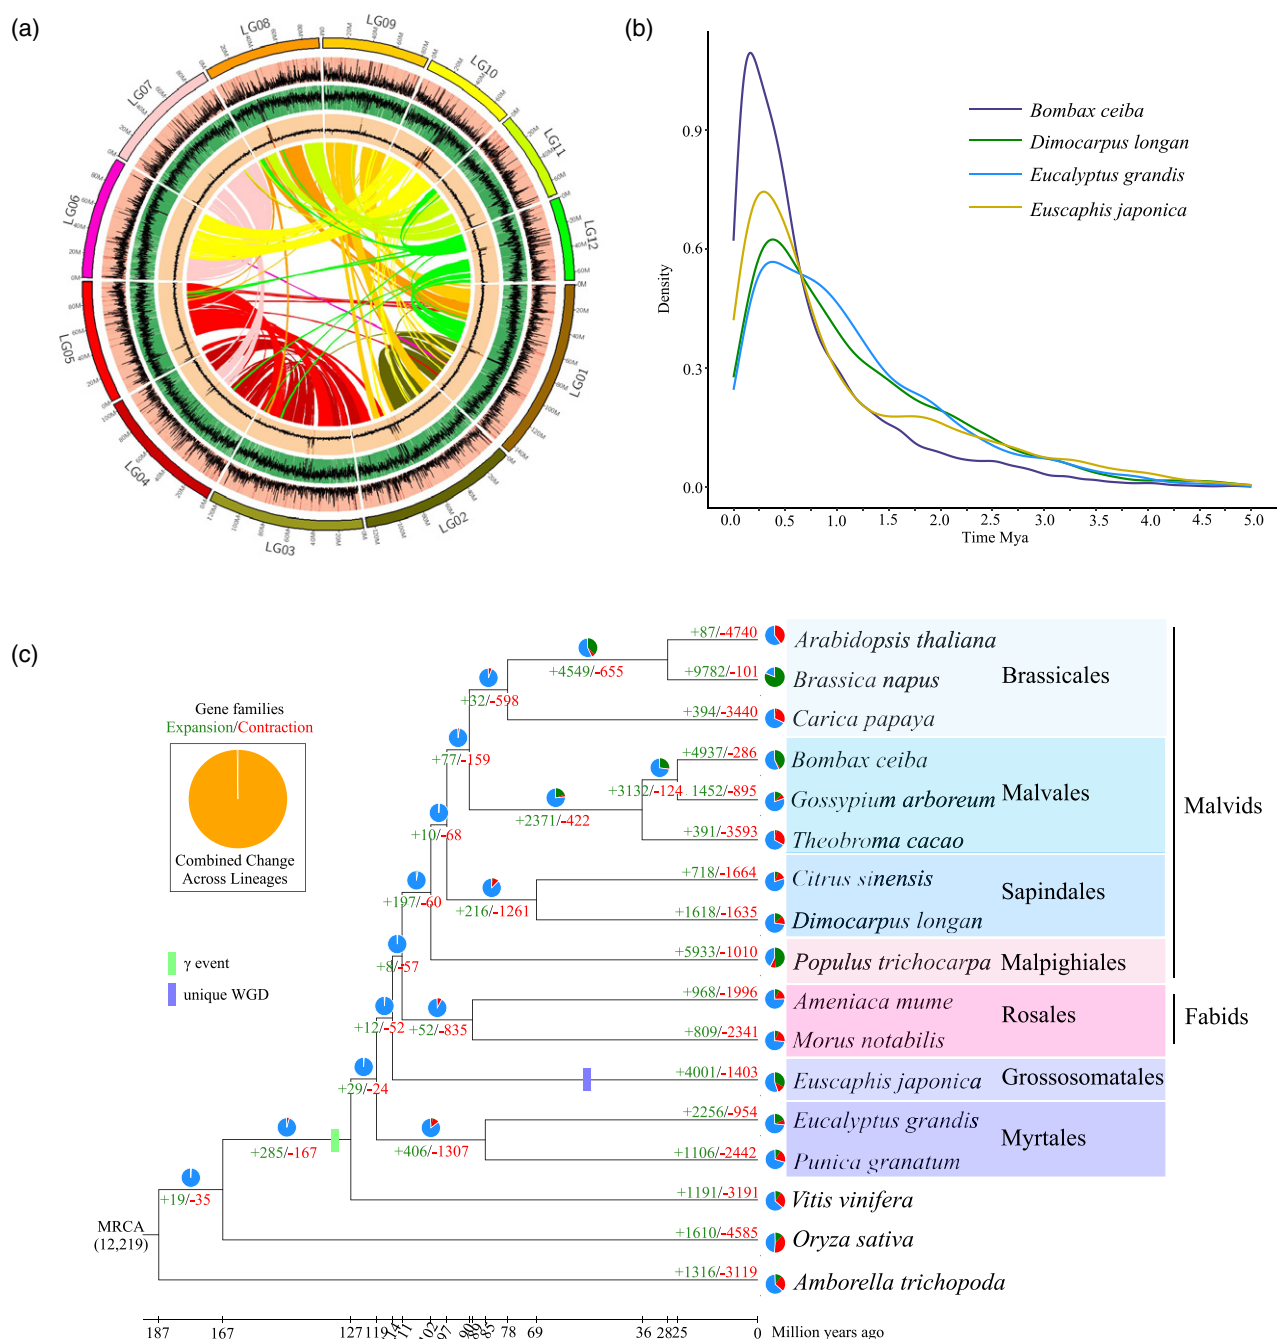 (a)
LG08
LG09
LG10
LG07
LG11
LG06
LG12
LG05
LG01
LG04
LG02
LG03
(b)
0.9
0.6
0.3
0.0
Density
Bombax ceiba
Dimocarpus longan
Eucalyptus grandis
Euscaphis japonica
0.0 0.5 1.0 1.5 2.0 2.5 3.0 3.5 4.0 4.5 5.0
Time Mya
(c)
Gene families
Expansion/Contraction
Combined Change
Across Lineages
γ event
unique WGD
MRCA
(12,219)
+87/-4740 Arabidopsis thaliana
+4549/-655
+9782/-101 Brassica napus Brassicales
+32/-598
+394/-3440 Carica papaya
+77/-159
+4937/-286 Bombax ceiba
+3132/-124 1452/-895 Gossypium arboreum Malvales
+2371/-422
+10/-68
+391/-3593 Theobroma cacao
Malvids
+718/-1664 Citrus sinensis
+197/-60
+216/-1261
Sapindales
+1618/-1635 Dimocarpus longan
+5933/-1010 Populus trichocarpa Malpighiales
+8/-57
+968/-1996 Ameniaca mume
Rosales
Fabids
+12/-52
+52/-835
+809/-2341 Morus notabilis
+4001/-1403 Euscaphis japonica Grossosomatales
+29/-24
+2256/-954 Eucalyptus grandis
Myrtales
+285/-167
+406/-1307
+1106/-2442 Punica granatum
+19/-35
+1191/-3191 Vitis vinifera
+1610/-4585 Oryza sativa
+1316/-3119 Amborella trichopoda
187 167 127 119 102 97 90 85 78 69 36 28 25 0 Million years ago